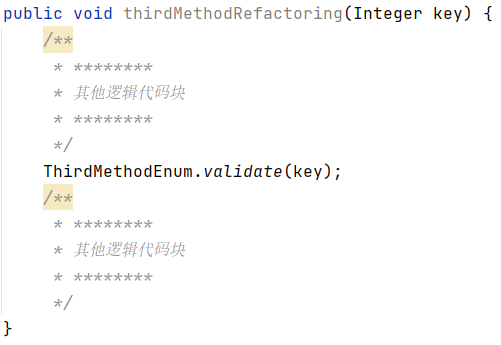 public void thirdMethodRefactoring(Integer key) {
/**
* ********
* 其他逻辑代码块
* ********
*/
ThirdMethodEnum.validate(key);
/**
* ********
* 其他逻辑代码块
* ********
*/
}